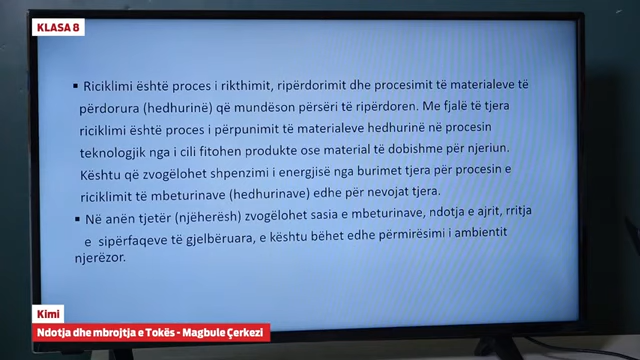 KLASA 8
▪ Riciklimi është proces i rikthimit, ripërdorimit dhe procesimit të materialeve të
përdorura (hedhurinë) që mundëson përsëri të ripërdoren. Me fjalë të tjera
riciklimi është proces i përpunimit të materialeve hedhurinë në procesin
teknologjik nga i cili fitohen produkte ose material të dobishme për njeriun.
Kështu që zvogëlohet shpenzimi i energjisë nga burimet tjera për procesin e
riciklimit të mbeturinave (hedhurinave) edhe për nevojat tjera.
▪ Në anën tjetër (njëherësh) zvogëlohet sasia e mbeturinave, ndotja e ajrit, rritja
e sipërfaqeve të gjelbëruara, e kështu bëhet edhe përmirësimi i ambientit
njerëzor.
Kimi
Ndotja dhe mbrojtja e Tokës - Magbule Çerkezi